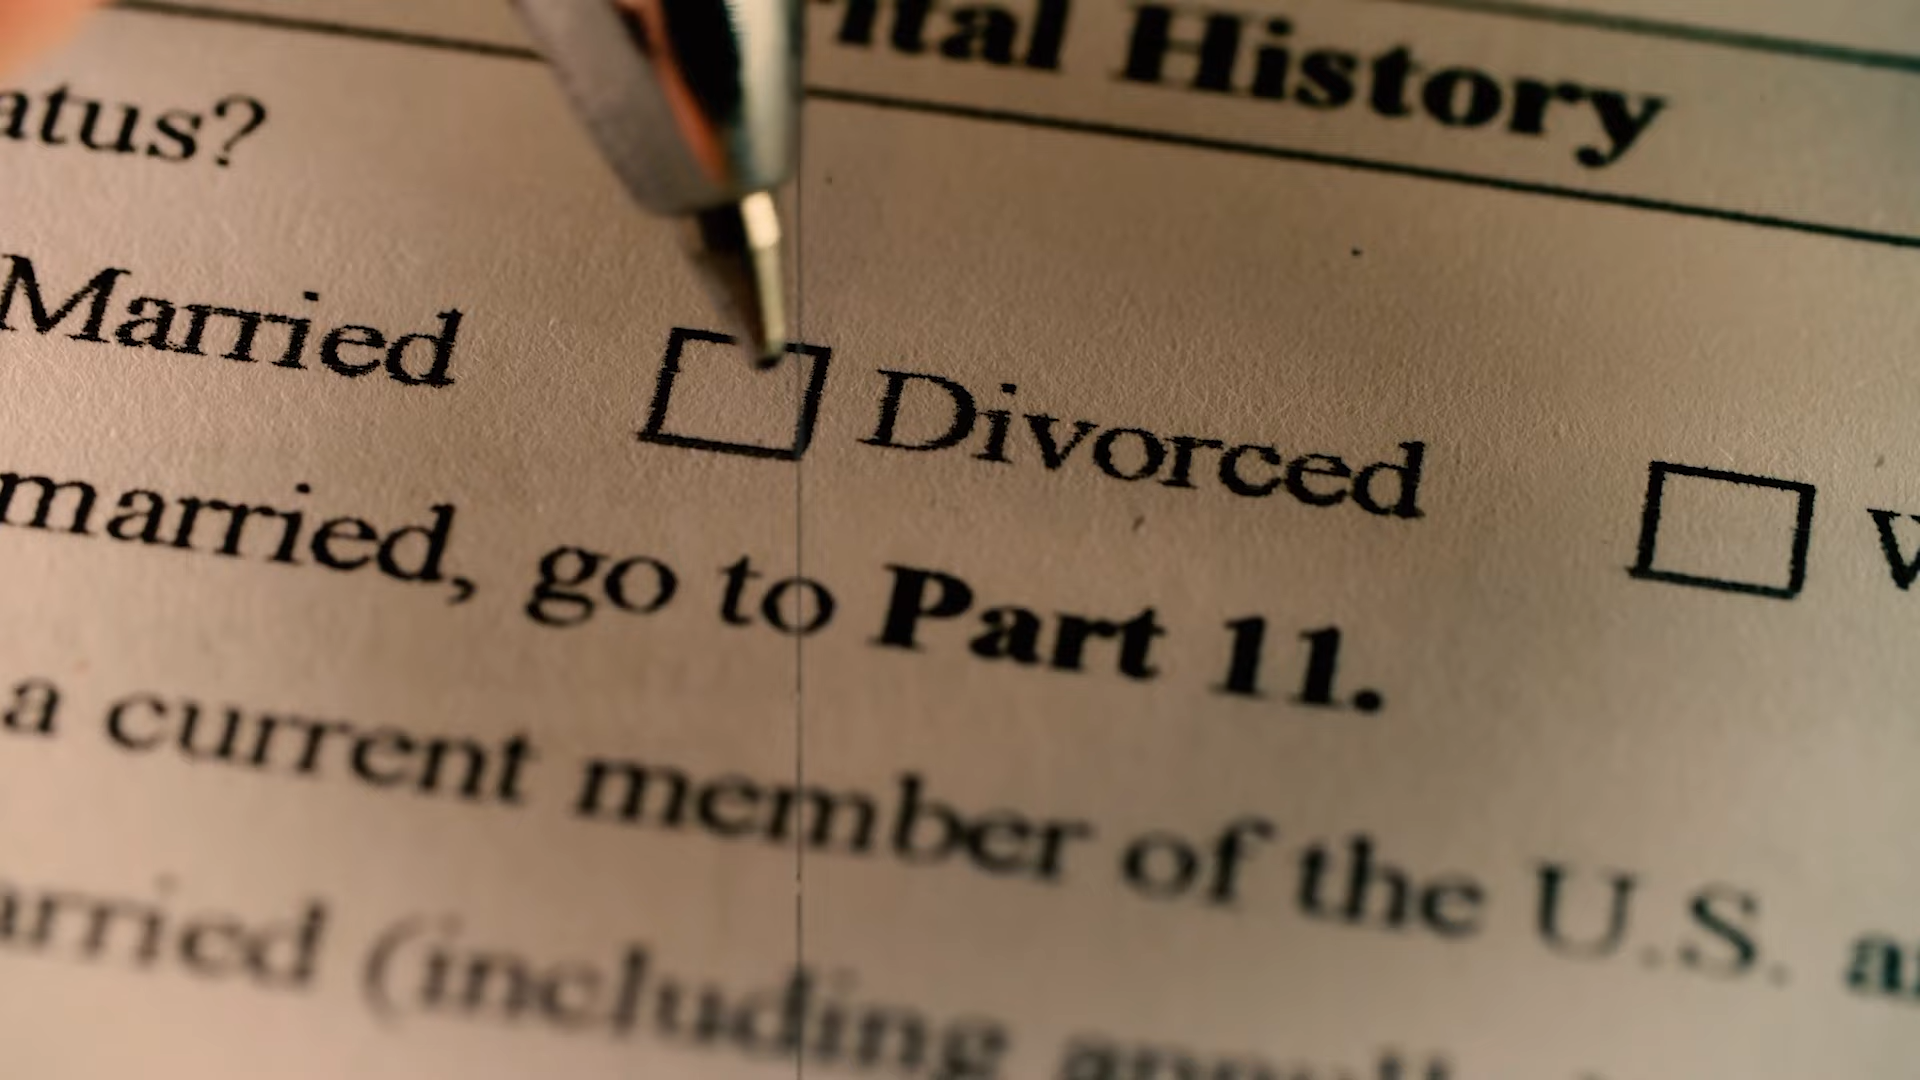 ital History
atus?
Married Divorced
married, go to Part 11.
a current member of the U.S.
arried (including